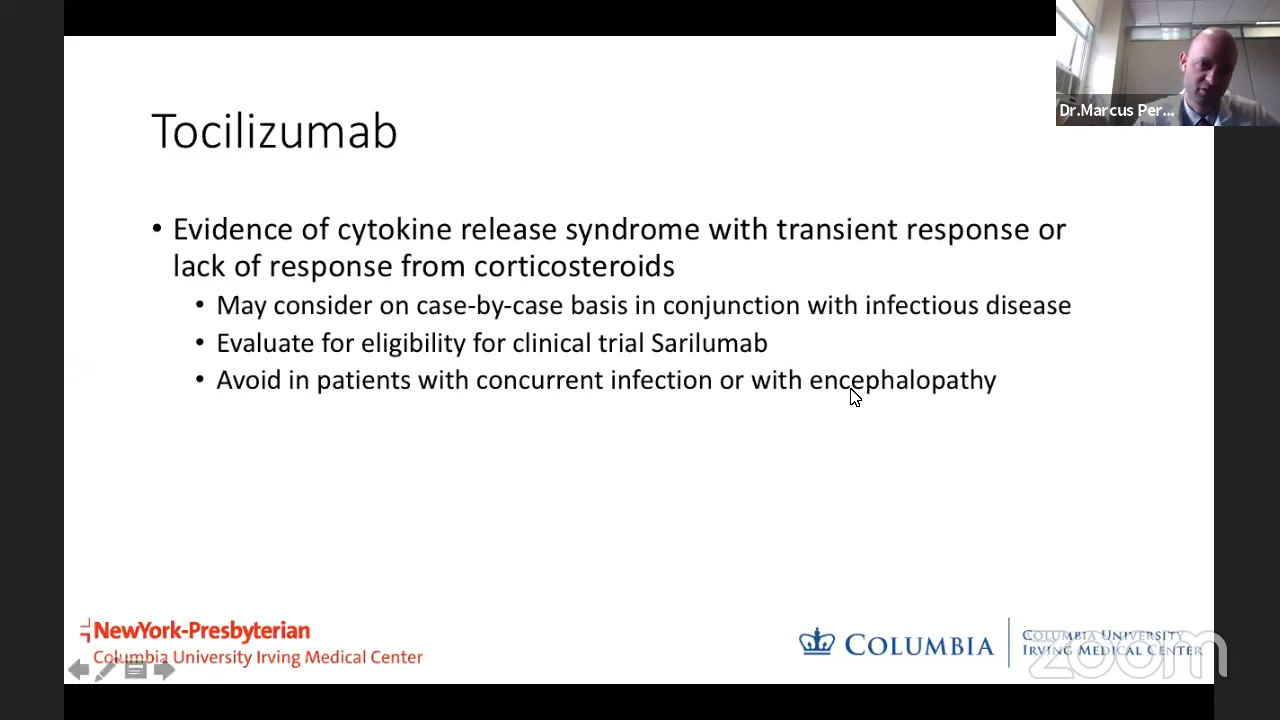 Dr.Marcus Per...
Tocilizumab
• Evidence of cytokine release syndrome with transient response or
lack of response from corticosteroids
• May consider on case-by-case basis in conjunction with infectious disease
• Evaluate for eligibility for clinical trial Sarilumab
• Avoid in patients with concurrent infection or with encephalopathy
NewYork-Presbyterian
Columbia University Irving Medical Center
COLUMBIA
COLUMBIA UNIVERSITY
IRVING MEDICAL CENTER
zoom